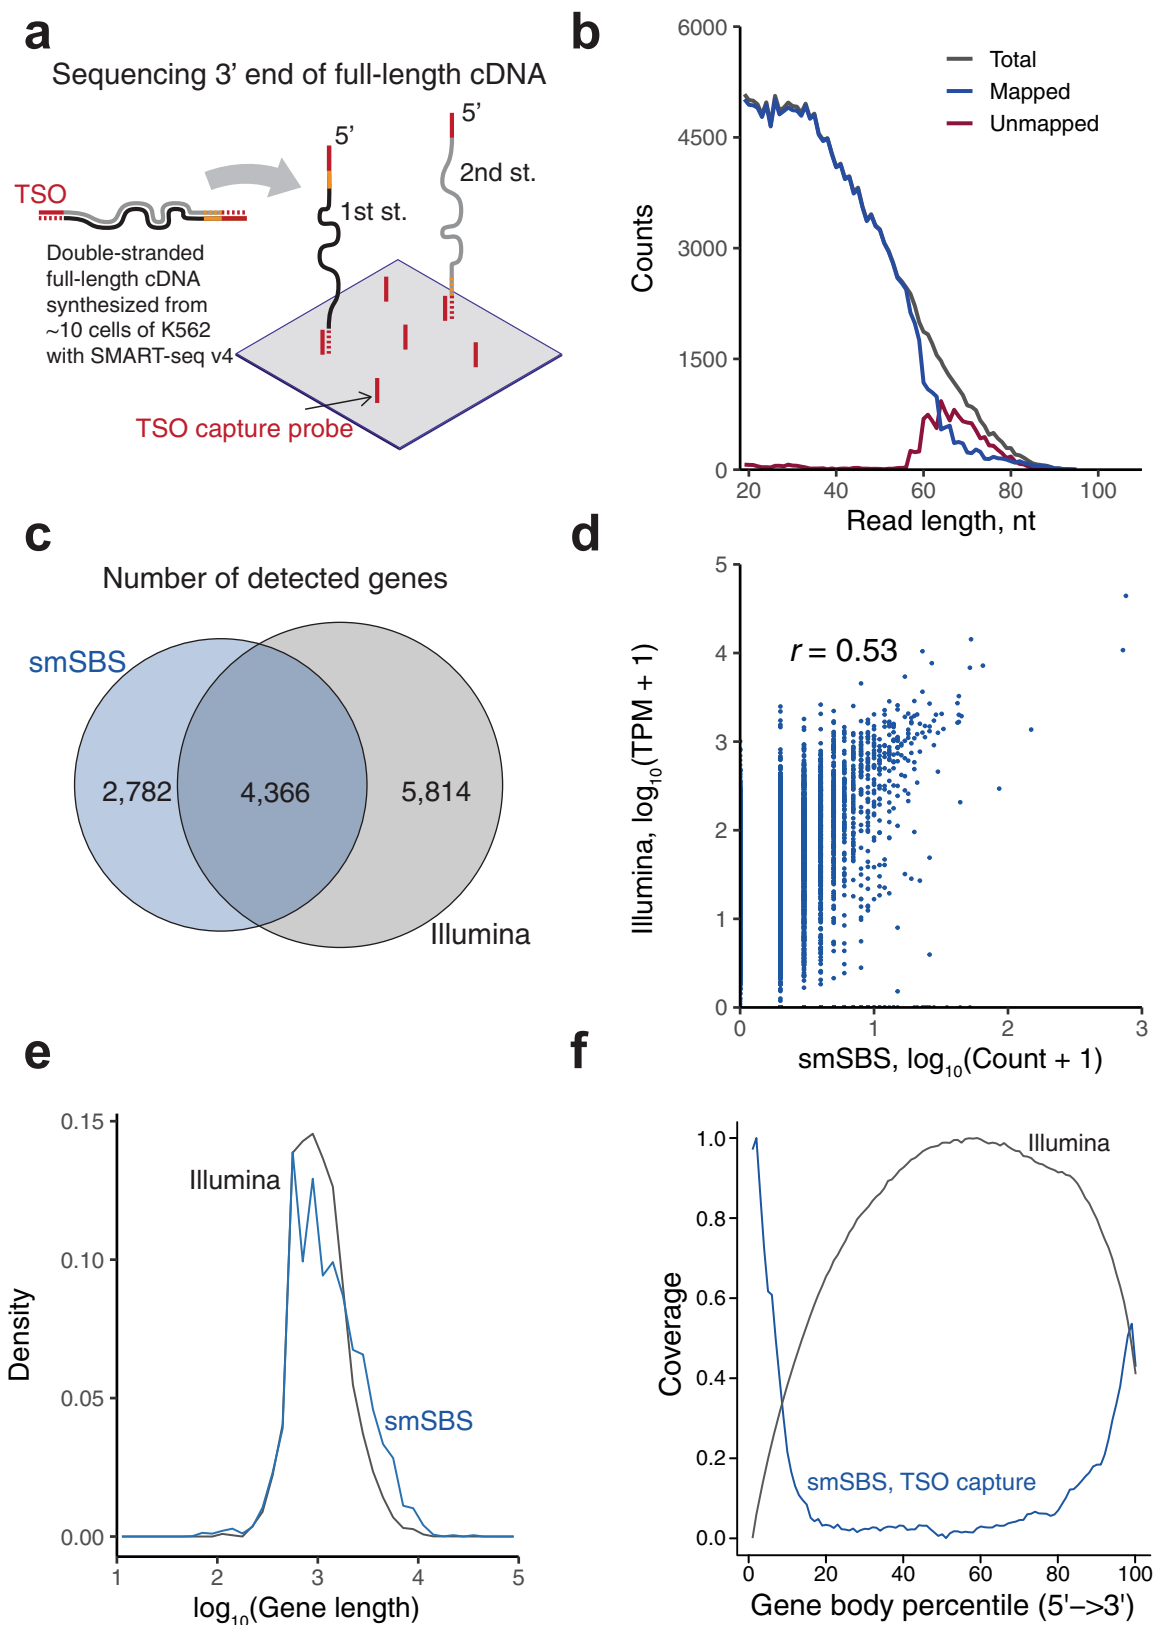 a
Sequencing 3' end of full-length cDNA
5'
5'
2nd st.
TSO
1st st.
Double-stranded
full-length cDNA
synthesized from
~10 cells of K562
with SMART-seq v4
TSO capture probe
b
6000
4500
3000
1500
0
Counts
Total
Mapped
Unmapped
20 40 60 80 100
Read length, nt
c
Number of detected genes
smSBS
2,782 4,366 5,814
Illumina
d
5
4
3
2
1
0
Illumina, log10(TPM + 1)
r = 0.53
0 1 2 3
smSBS, log10(Count + 1)
e
0.15
0.10
0.05
0.00
Density
Illumina
smSBS
1 2 3 4 5
log10(Gene length)
f
1.0
0.8
0.6
0.4
0.2
0.0
Coverage
Illumina
smSBS, TSO capture
0 20 40 60 80 100
Gene body percentile (5'−>3')